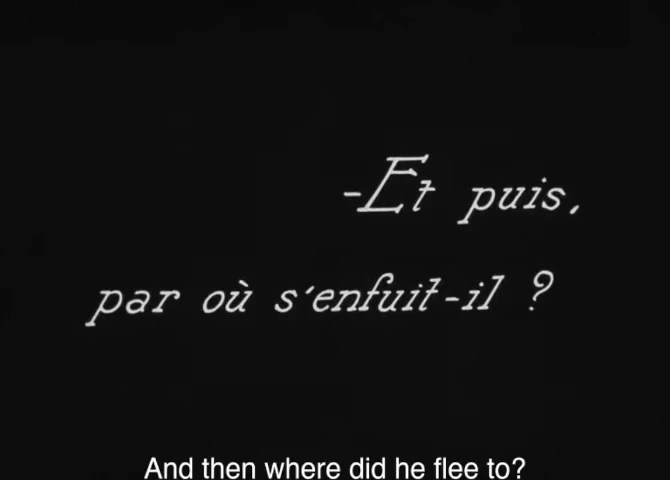 -Et puis,
par où s'enfuit-il ?
And then where did he flee to?